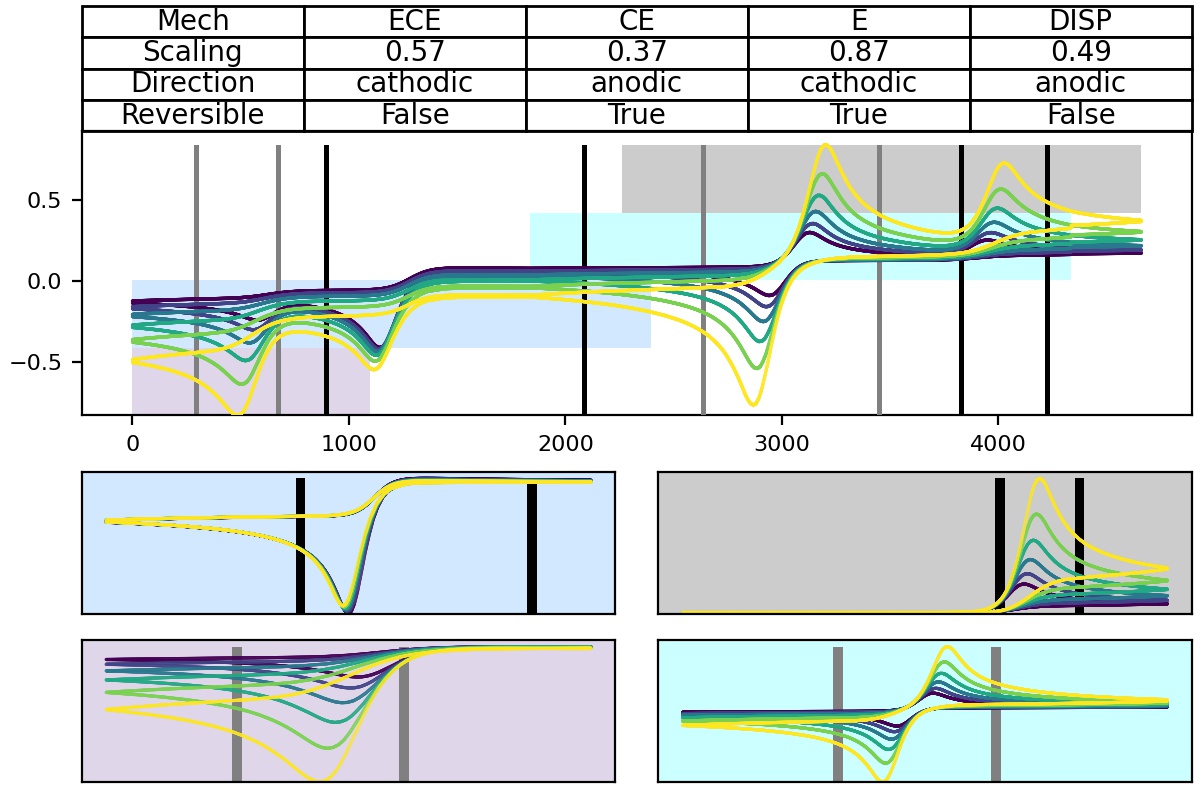 Mech ECE CE E DISP
Scaling 0.57 0.37 0.87 0.49
Direction cathodic anodic cathodic anodic
Reversible False True True False
0.5
0.0
−0.5
0 1000 2000 3000 4000